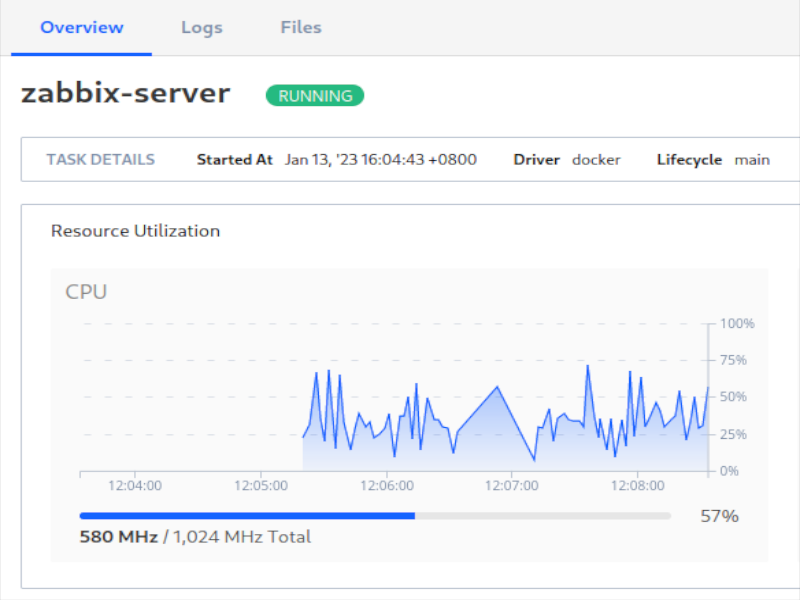 Overview Logs Files
zabbix-server RUNNING
TASK DETAILS Started At Jan 13, '23 16:04:43 +0800 Driver docker Lifecycle main
Resource Utilization
CPU
100%
75%
50%
25%
0%
12:04:00 12:05:00 12:06:00 12:07:00 12:08:00
57%
580 MHz / 1,024 MHz Total